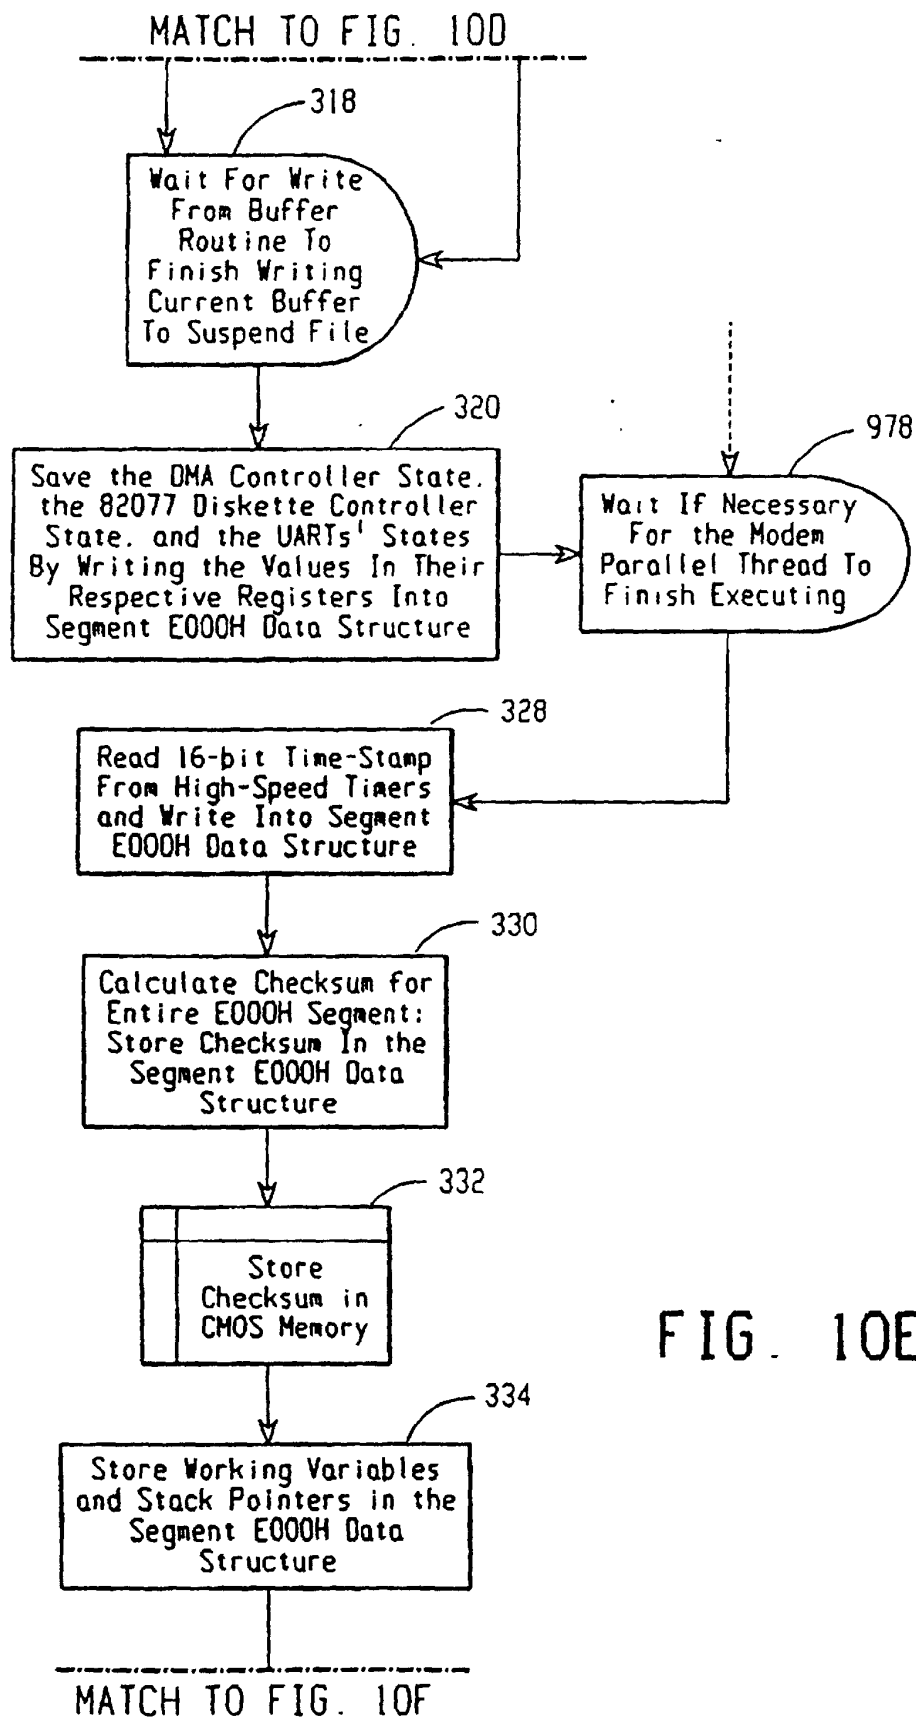 MATCH TO FIG. 10D
318
Wait For Write
From Buffer
Routine To
Finish Writing
Current Buffer
To Suspend File
320
Save the DMA Controller State.
the 82077 Diskette Controller
State. and the UARTs' States
By Writing the Values In Their
Respective Registers Into
Segment E000H Data Structure
978
Wait If Necessary
For the Modem
Parallel Thread To
Finish Executing
328
Read 16-bit Time-Stamp
From High-Speed Timers
and Write Into Segment
E000H Data Structure
330
Calculate Checksum for
Entire E000H Segment:
Store Checksum In the
Segment E000H Data
Structure
332
Store
Checksum in
CMOS Memory
FIG. 10E
334
Store Working Variables
and Stack Pointers in the
Segment E000H Data
Structure
MATCH TO FIG. 10F